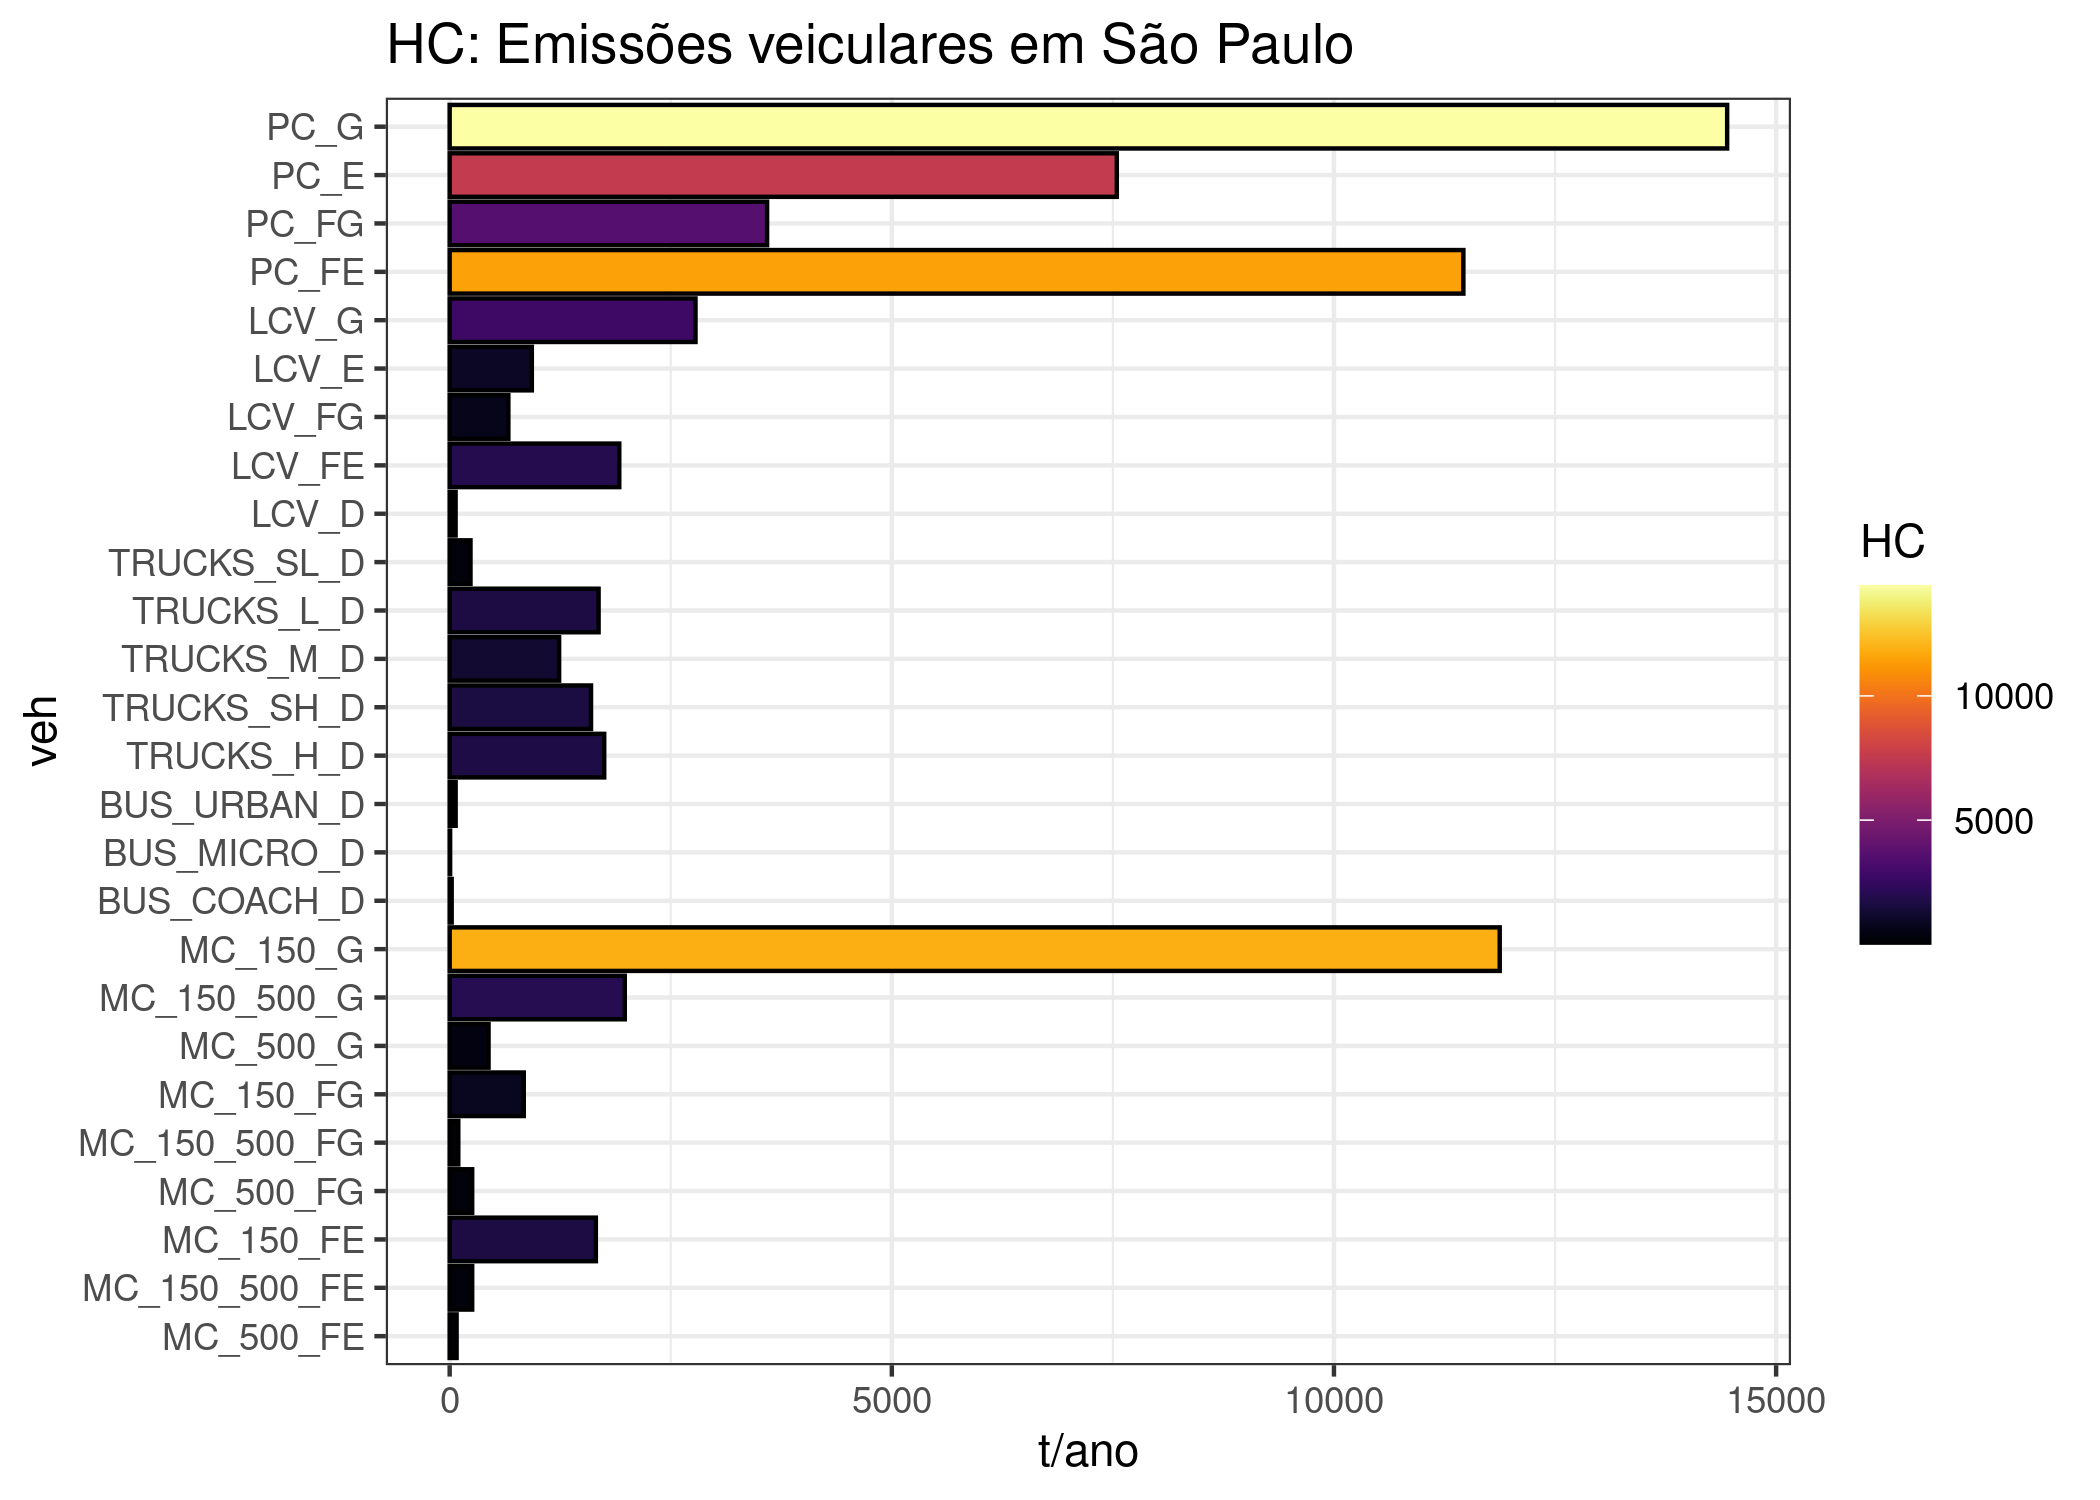 HC: Emissões veiculares em São Paulo
PC_G
PC_E
PC_FG
PC_FE
LCV_G
LCV_E
LCV_FG
LCV_FE
LCV_D
TRUCKS_SL_D
TRUCKS_L_D
TRUCKS_M_D
TRUCKS_SH_D
TRUCKS_H_D
BUS_URBAN_D
BUS_MICRO_D
BUS_COACH_D
MC_150_G
MC_150_500_G
MC_500_G
MC_150_FG
MC_150_500_FG
MC_500_FG
MC_150_FE
MC_150_500_FE
MC_500_FE
veh
0 5000 10000 15000
t/ano
HC
10000
5000